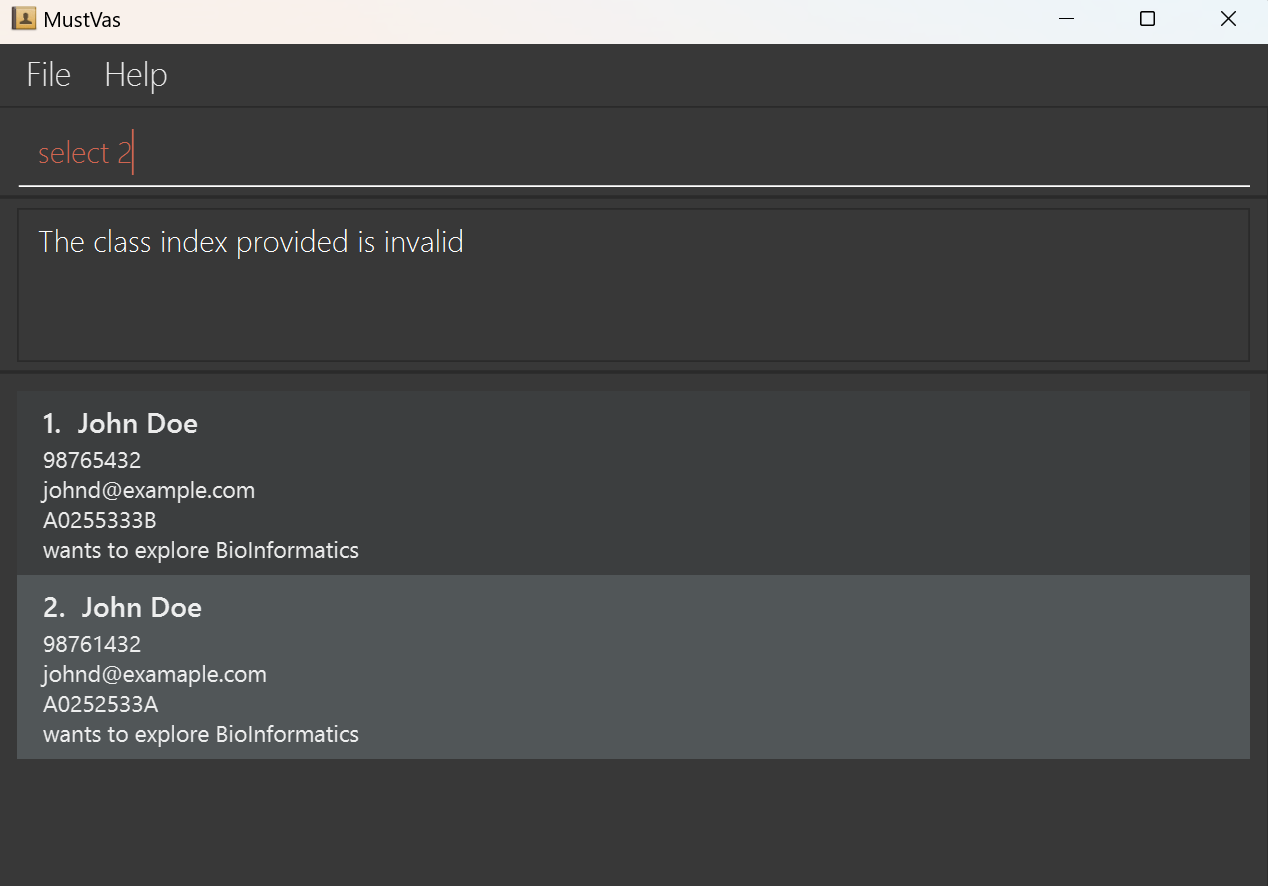 MustVas
File Help
select 2
The class index provided is invalid
1. John Doe
98765432
johnd@example.com
A0255333B
wants to explore BioInformatics
2. John Doe
98761432
johnd@examaple.com
A0252533A
wants to explore BioInformatics